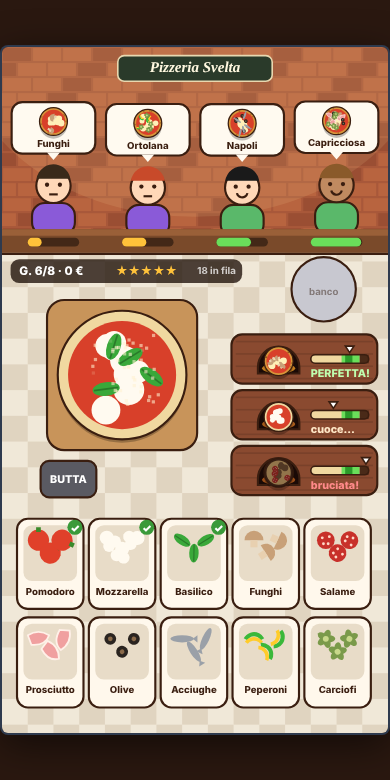 Pizzeria Svelta
Funghi
Ortolana
Napoli
Capricciosa
G. 6/8 · 0 €
★★★★★
18 in fila
banco
PERFETTA!
cuoce...
bruciata!
BUTTA
Pomodoro
Mozzarella
Basilico
Funghi
Salame
Prosciutto
Olive
Acciughe
Peperoni
Carciofi